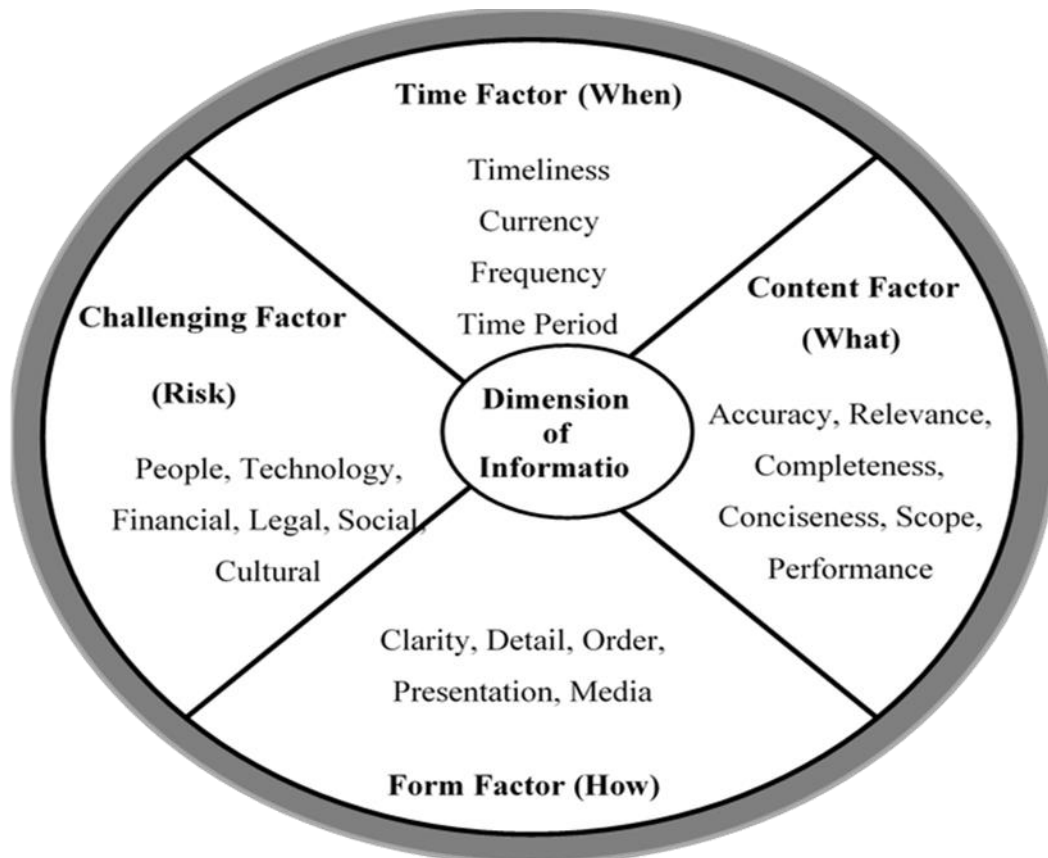 Time Factor (When)
Timeliness
Currency
Frequency
Time Period
Content Factor
(What)
Accuracy, Relevance,
Completeness,
Conciseness, Scope,
Performance
Challenging Factor
(Risk)
People, Technology,
Financial, Legal, Social,
Cultural
Dimension
of
Informatio
Clarity, Detail, Order,
Presentation, Media
Form Factor (How)